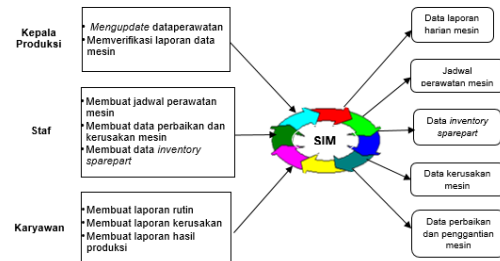 Kepala
Produksi
• Mengupdate dataperawatan
• Memverifikasi laporan data
mesin
Staf
• Membuat jadwal perawatan
mesin
• Membuat data perbaikan dan
kerusakan mesin
• Membuat data inventory
sparepart
Karyawan
• Membuat laporan rutin
• Membuat laporan kerusakan
• Membuat laporan hasil
produksi
SIM
Data laporan
harian mesin
Jadwal
perawatan mesin
Data inventory
sparepart
Data kerusakan
mesin
Data perbaikan
dan penggantian
mesin